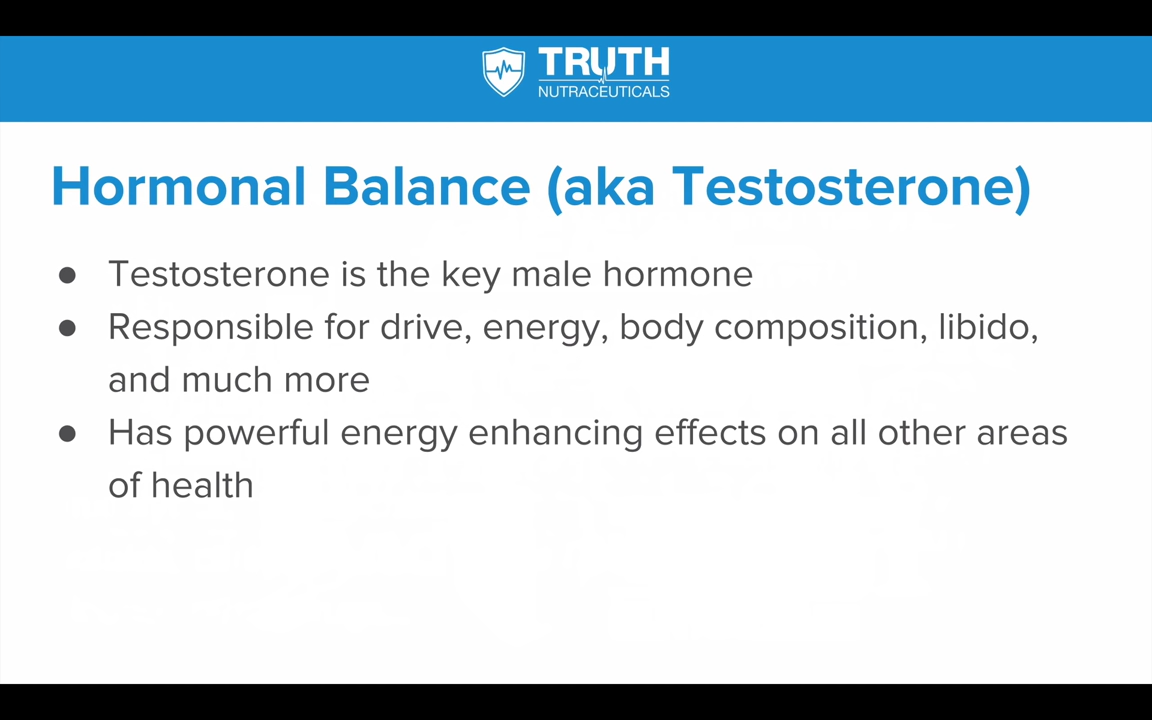 TRUTH
NUTRACEUTICALS
Hormonal Balance (aka Testosterone)
● Testosterone is the key male hormone
● Responsible for drive, energy, body composition, libido,
and much more
● Has powerful energy enhancing effects on all other areas
of health